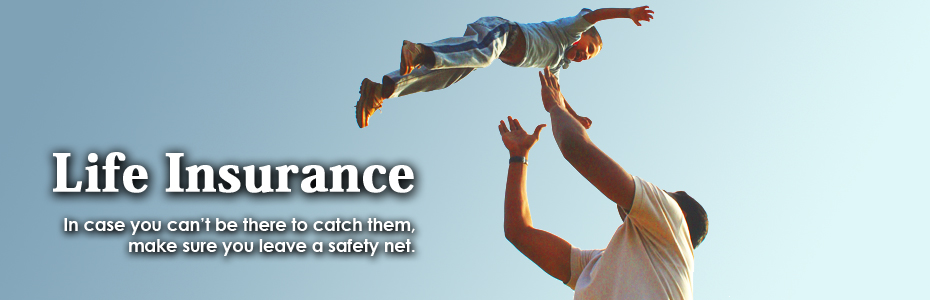 Life Insurance
In case you can't be there to catch them,
make sure you leave a safety net.